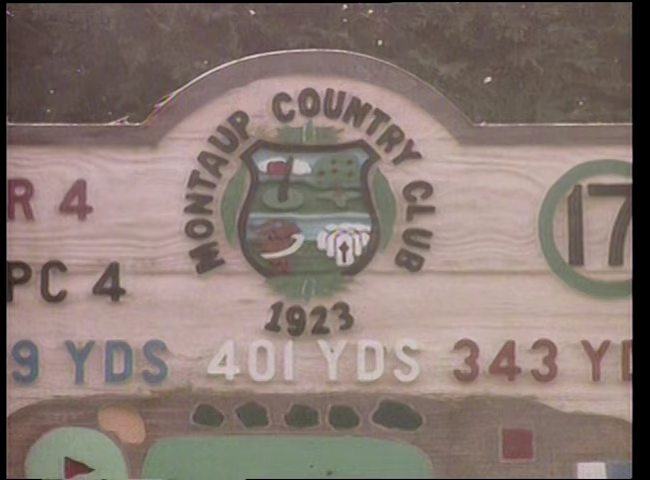 MONTAUP COUNTRY CLUB
R 4
17
PC 4
1923
9 YDS 401 YDS 343 YD